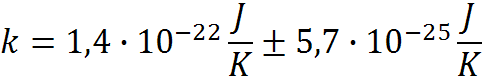 k = 1,4 · 10⁻²² J/K ± 5,7 · 10⁻²⁵ J/K